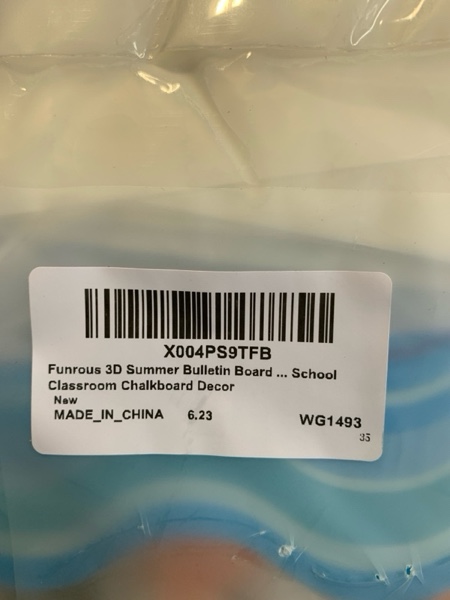 X004PS9TFB
Funrous 3D Summer Bulletin Board ... School
Classroom Chalkboard Decor
New
MADE_IN_CHINA 6.23 WG1493
35